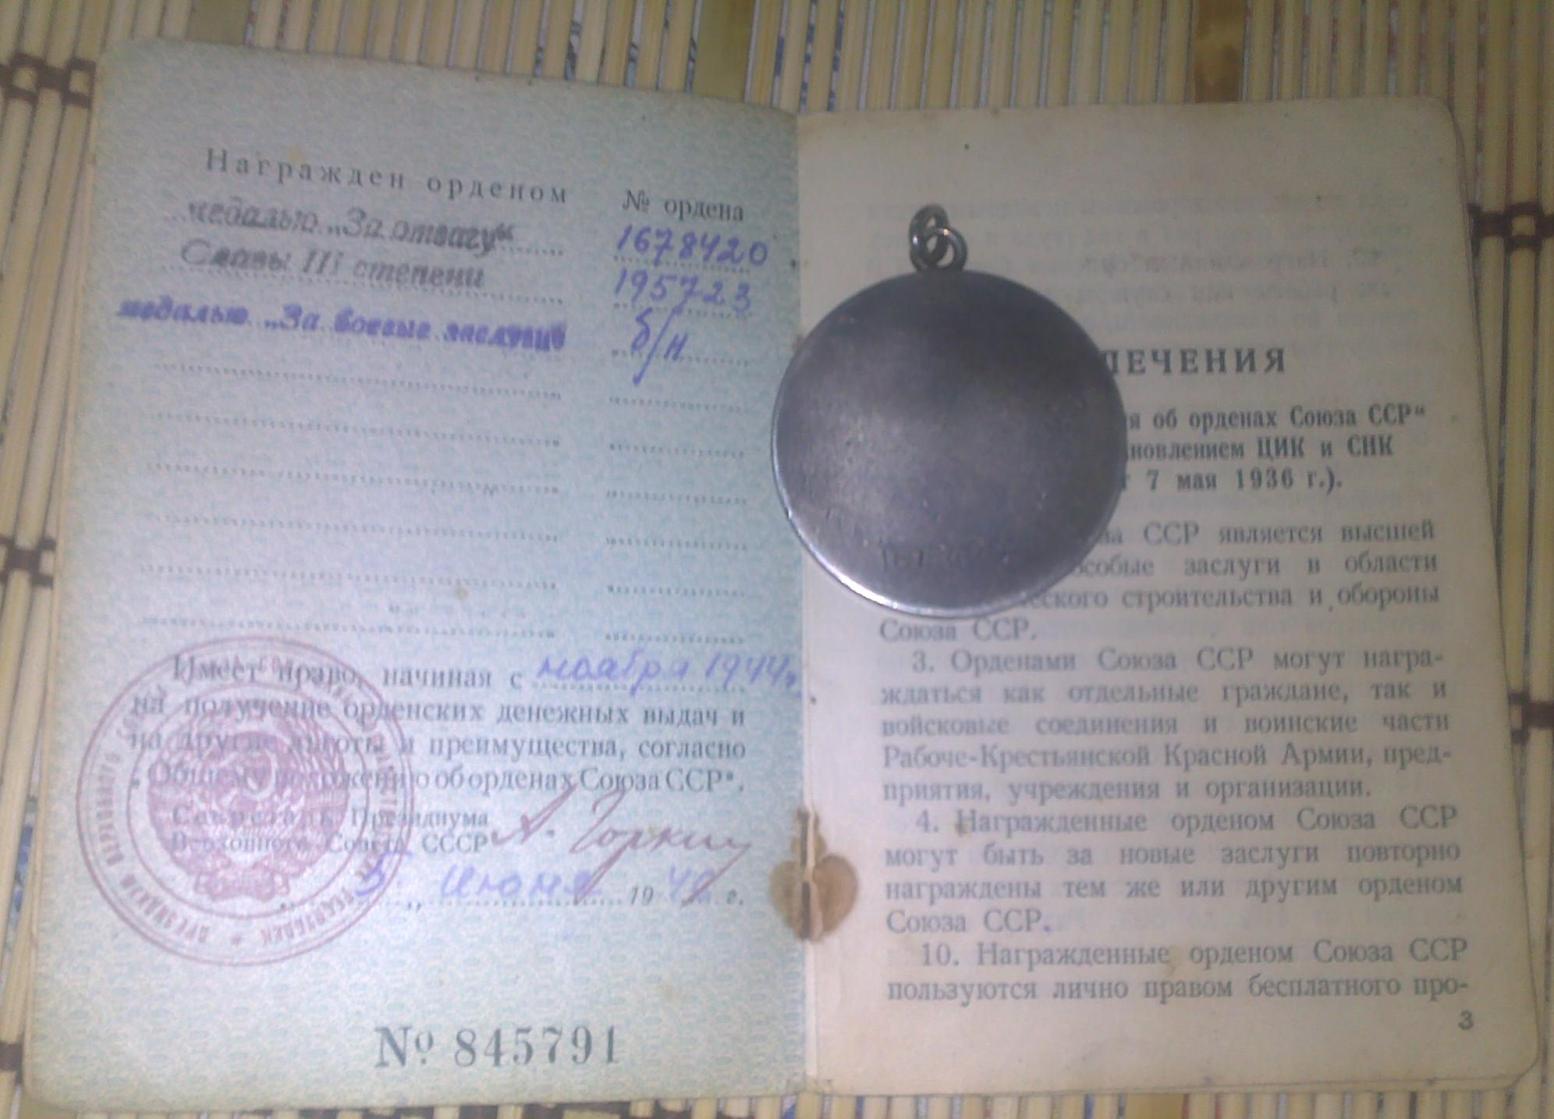 Награжден орденом № ордена
медалью „За отвагу“ 1678420
Славы III степени 195723
медалью „За боевые заслуги б/н
Имеет право, начиная с ноября 1944 г.
на получение орденских денежных выдач и
на другие льготы и преимущества, согласно
„Общему положению об орденах Союза ССР“.
Секретарь Президиума
Верховного Совета СССР А. Горкин
„5„ Июня 194 г.
№ 845791
ЛЕЧЕНИЯ
я об орденах Союза ССР“
новлением ЦИК и СНК
т 7 мая 1936 г.).
за ССР является высшей
особые заслуги в области
еского строительства и обороны
Союза ССР.
3. Орденами Союза ССР могут награ-
ждаться как отдельные граждане, так и
войсковые соединения и воинские части
Рабоче-Крестьянской Красной Армии, пред-
приятия, учреждения и организации.
4. Награжденные орденом Союза ССР
могут быть за новые заслуги повторно
награждены тем же или другим орденом
Союза ССР.
10. Награжденные орденом Союза ССР
пользуются лично правом бесплатного про-
3